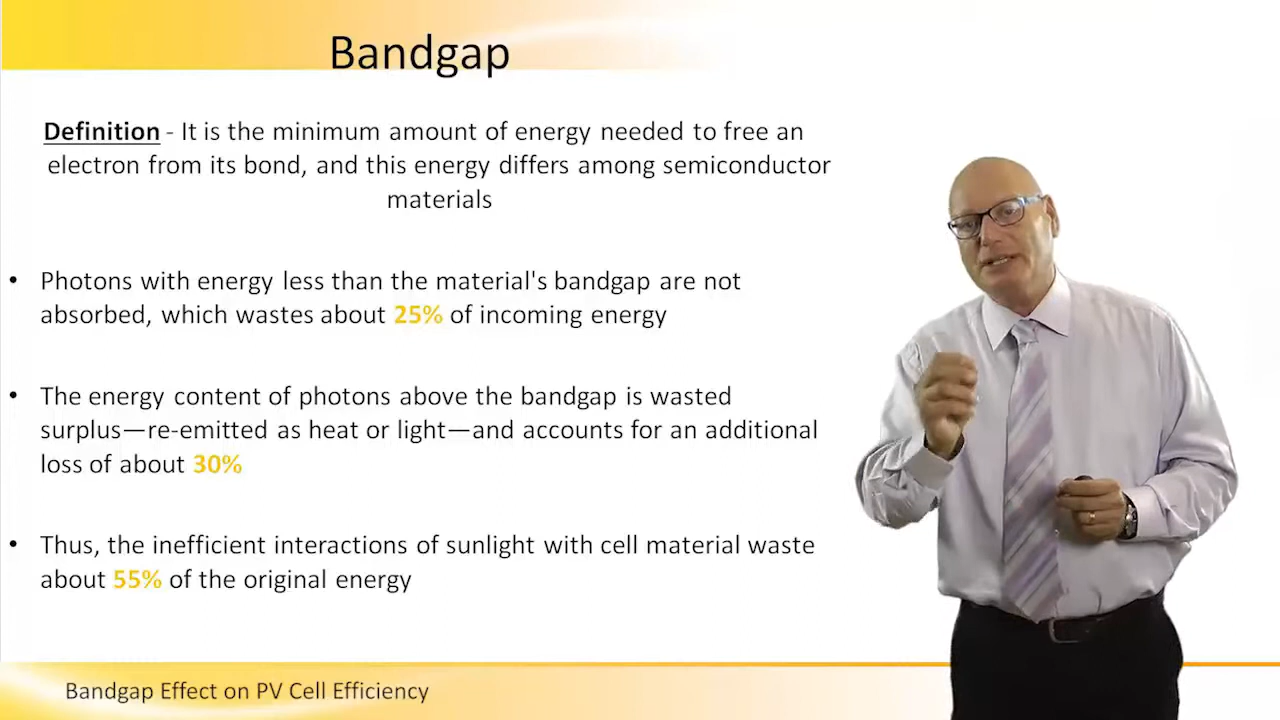 Bandgap
Definition - It is the minimum amount of energy needed to free an
electron from its bond, and this energy differs among semiconductor
materials
• Photons with energy less than the material's bandgap are not
absorbed, which wastes about 25% of incoming energy
• The energy content of photons above the bandgap is wasted
surplus—re-emitted as heat or light—and accounts for an additional
loss of about 30%
• Thus, the inefficient interactions of sunlight with cell material waste
about 55% of the original energy
Bandgap Effect on PV Cell Efficiency